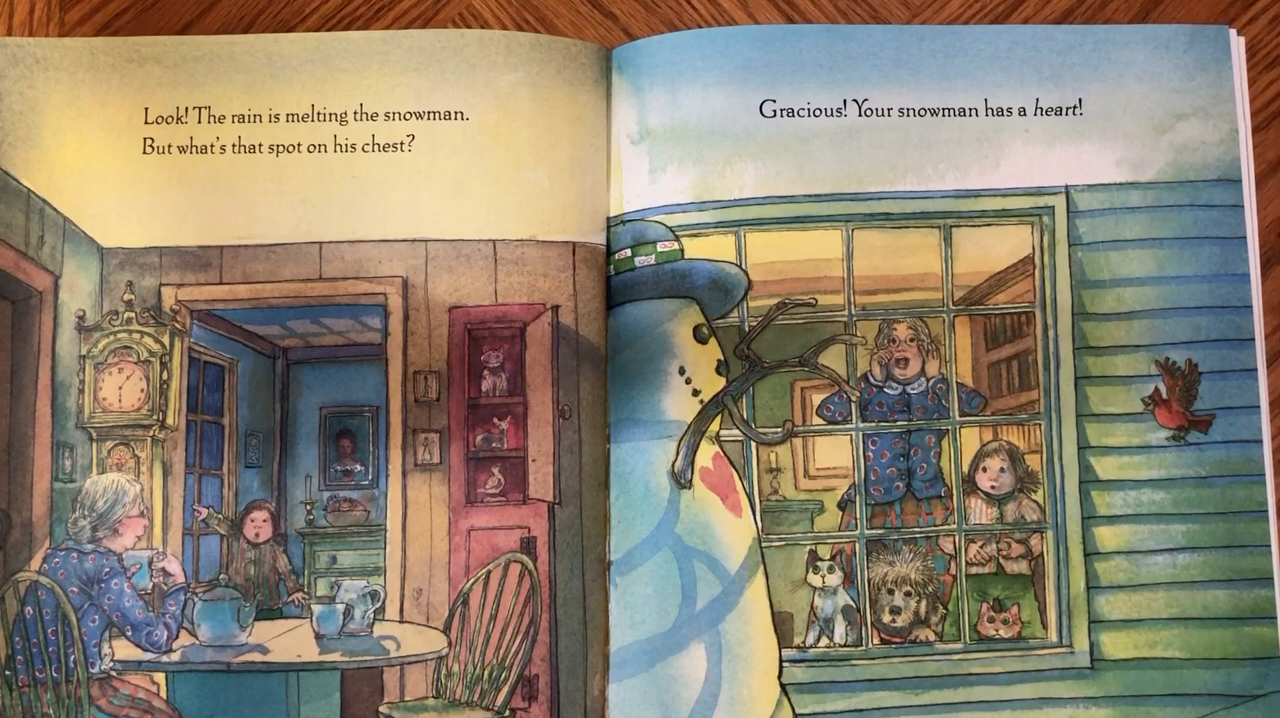 Look! The rain is melting the snowman.
But what's that spot on his chest?
Gracious! Your snowman has a heart!